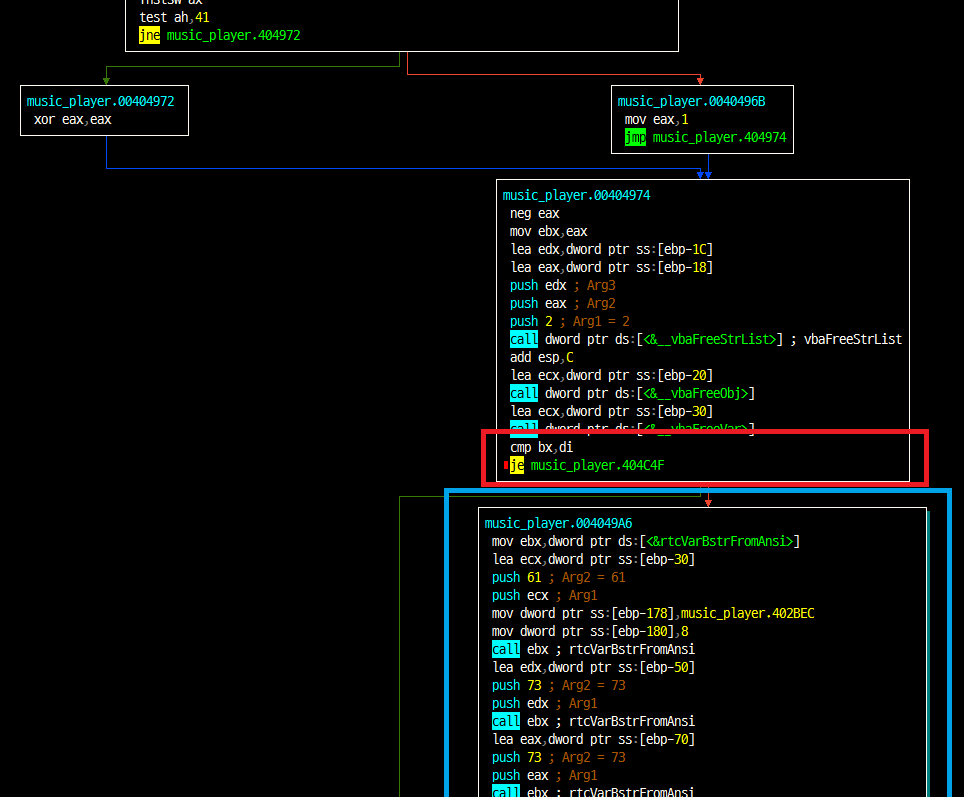 fnstsw ax
test ah,41
jne music_player.404972
music_player.00404972
xor eax,eax
music_player.0040496B
mov eax,1
jmp music_player.404974
music_player.00404974
neg eax
mov ebx,eax
lea edx,dword ptr ss:[ebp-1C]
lea eax,dword ptr ss:[ebp-18]
push edx ; Arg3
push eax ; Arg2
push 2 ; Arg1 = 2
call dword ptr ds:[<&__vbaFreeStrList>] ; vbaFreeStrList
add esp,C
lea ecx,dword ptr ss:[ebp-20]
call dword ptr ds:[<&__vbaFreeObj>]
lea ecx,dword ptr ss:[ebp-30]
call dword ptr ds:[<&__vbaFreeVar>]
cmp bx,di
je music_player.404C4F
music_player.004049A6
mov ebx,dword ptr ds:[<&rtcVarBstrFromAnsi>]
lea ecx,dword ptr ss:[ebp-30]
push 61 ; Arg2 = 61
push ecx ; Arg1
mov dword ptr ss:[ebp-178],music_player.402BEC
mov dword ptr ss:[ebp-180],8
call ebx ; rtcVarBstrFromAnsi
lea edx,dword ptr ss:[ebp-50]
push 73 ; Arg2 = 73
push edx ; Arg1
call ebx ; rtcVarBstrFromAnsi
lea eax,dword ptr ss:[ebp-70]
push 73 ; Arg2 = 73
push eax ; Arg1
call ebx ; rtcVarBstrFromAnsi